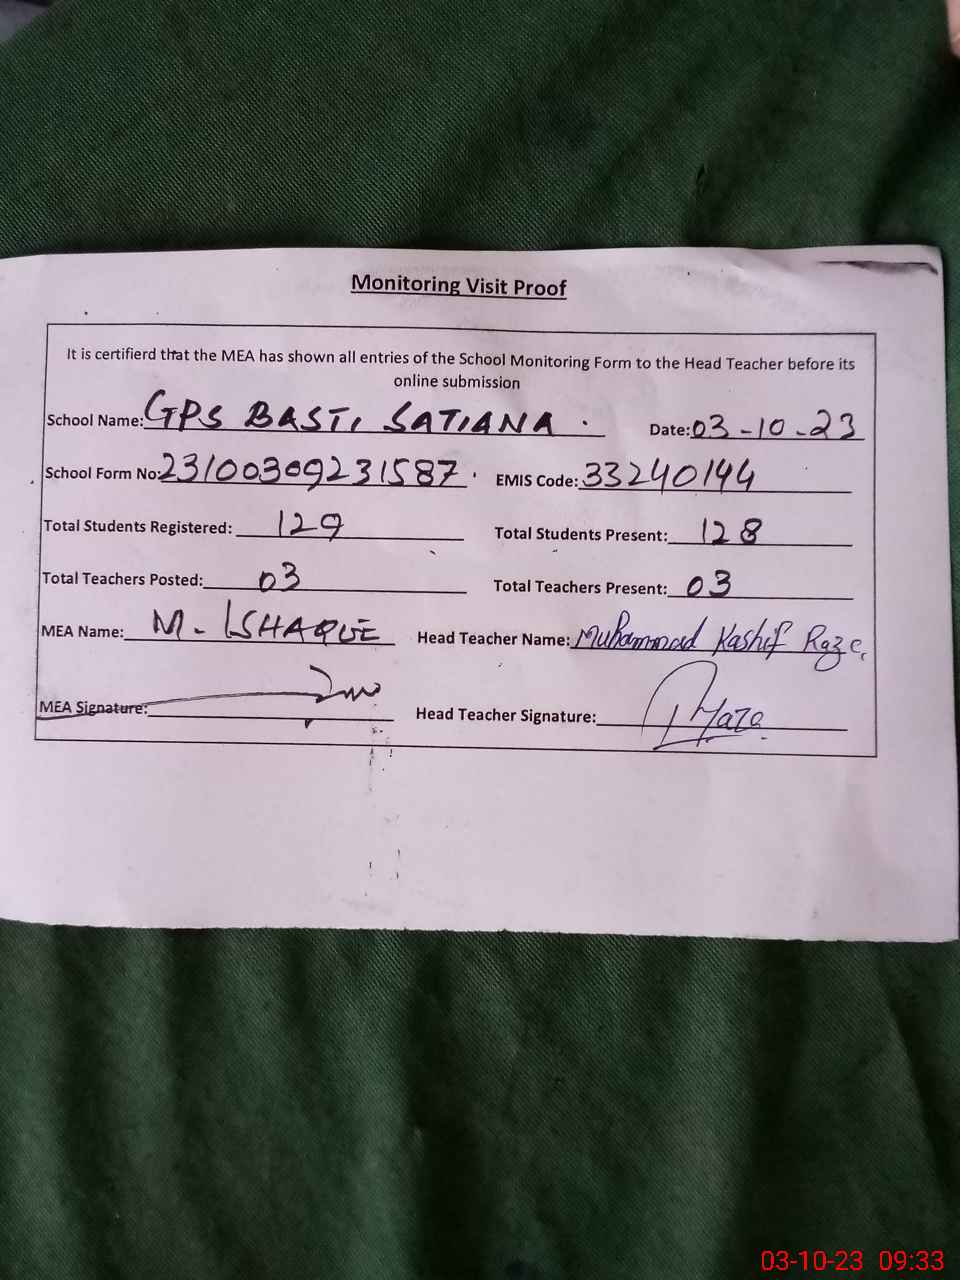 Monitoring Visit Proof
It is certifierd that the MEA has shown all entries of the School Monitoring Form to the Head Teacher before its
online submission
School Name: GPS BASTI SATIANA. Date: 03-10-23
School Form No: 23100309231587. EMIS Code: 33240144
Total Students Registered: 129 Total Students Present: 128
Total Teachers Posted: 03 Total Teachers Present: 03
MEA Name: M. ISHAQUE Head Teacher Name: Muhammad Kashif Raza
MEA Signature: Head Teacher Signature:
03-10-23 09:33